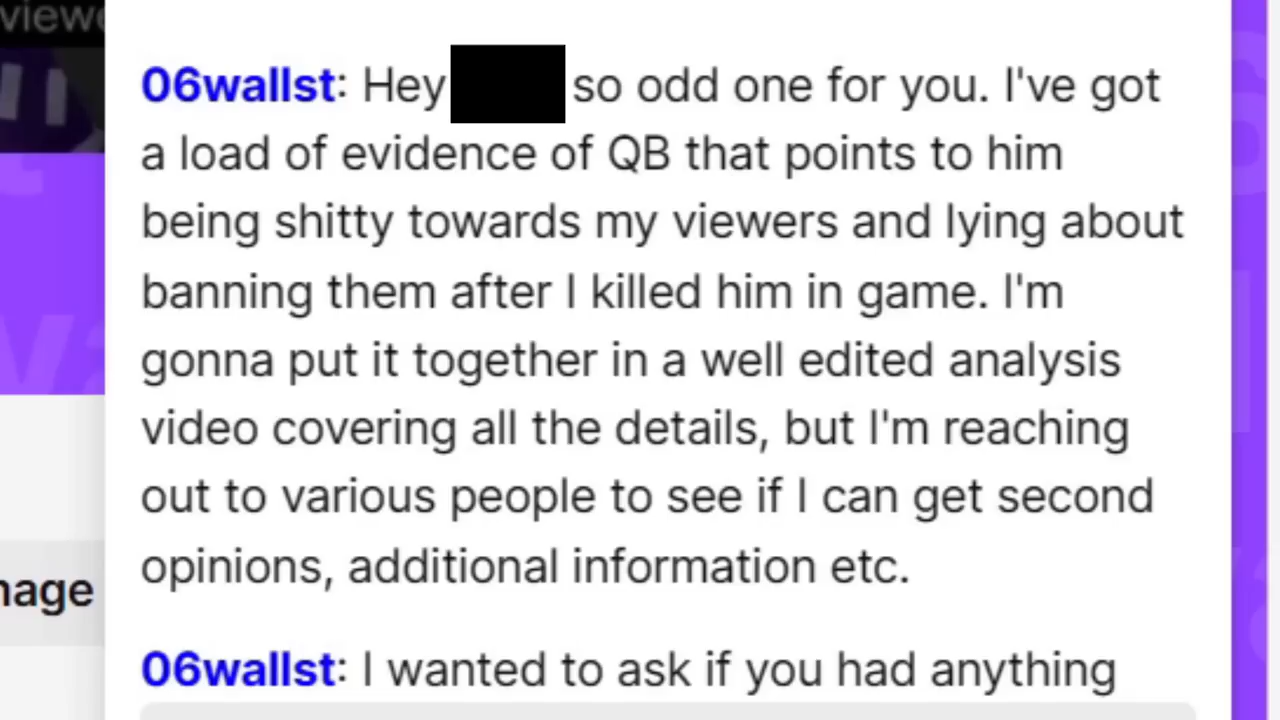 06wallst: Hey so odd one for you. I've got
a load of evidence of QB that points to him
being shitty towards my viewers and lying about
banning them after I killed him in game. I'm
gonna put it together in a well edited analysis
video covering all the details, but I'm reaching
out to various people to see if I can get second
opinions, additional information etc.
nage
06wallst: I wanted to ask if you had anything